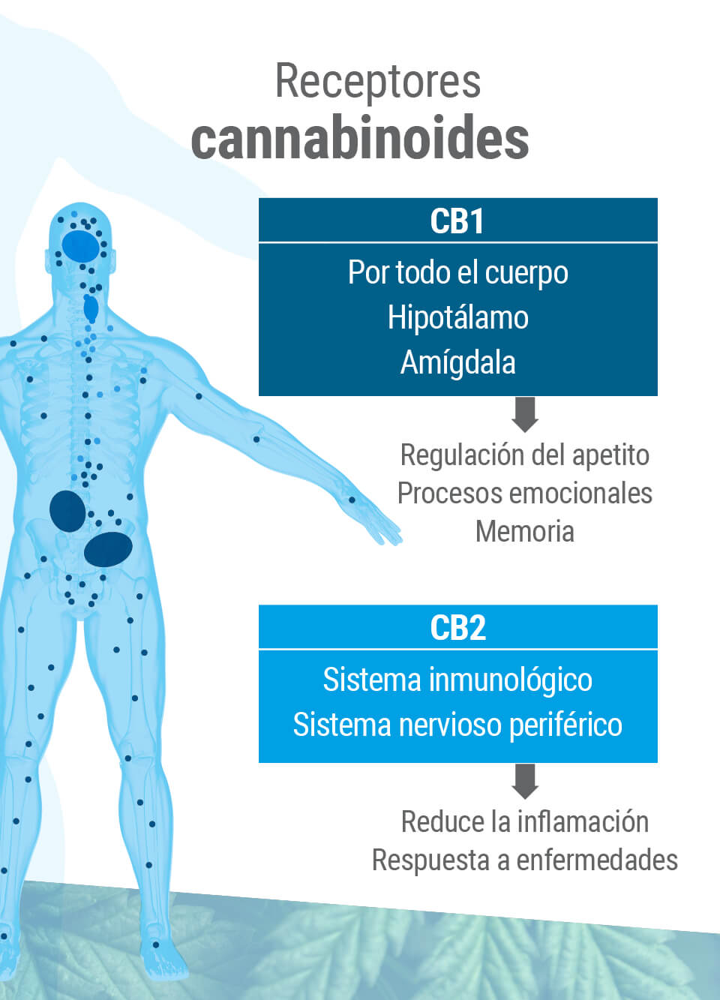 Receptores
cannabinoides
CB1
Por todo el cuerpo
Hipotálamo
Amígdala
Regulación del apetito
Procesos emocionales
Memoria
CB2
Sistema inmunológico
Sistema nervioso periférico
Reduce la inflamación
Respuesta a enfermedades